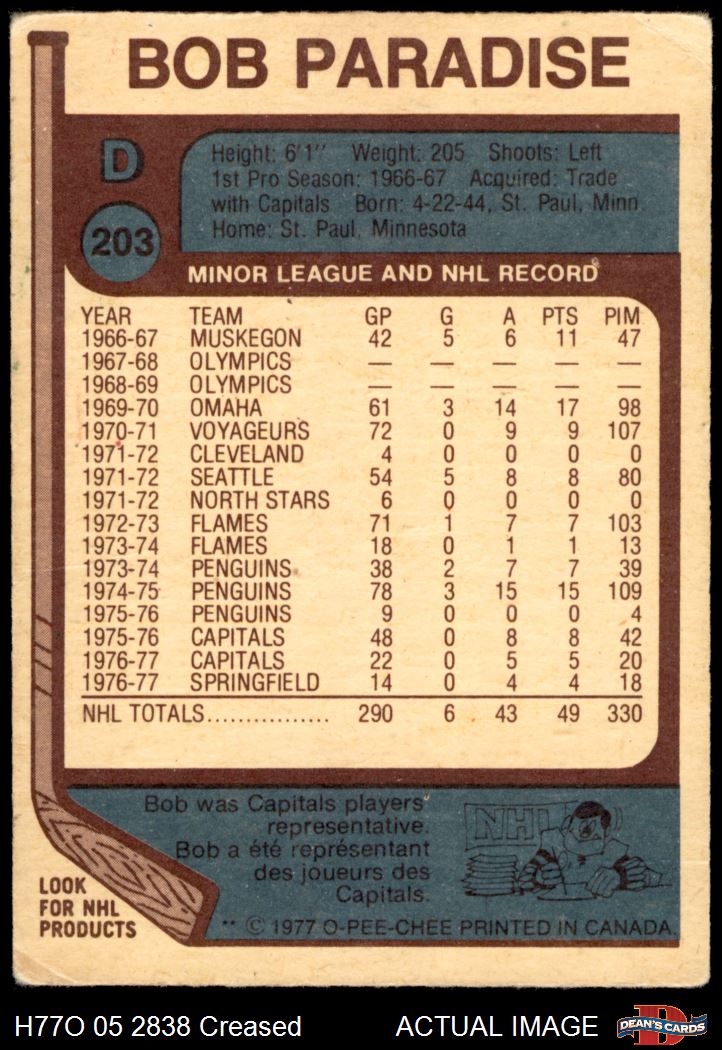 BOB PARADISE
D
203
Height: 6'1" Weight: 205 Shoots: Left
1st Pro Season: 1966-67 Acquired: Trade
with Capitals Born: 4-22-44, St. Paul, Minn.
Home: St. Paul, Minnesota
MINOR LEAGUE AND NHL RECORD
YEAR TEAM GP G A PTS PIM
1966-67 MUSKEGON 42 5 6 11 47
1967-68 OLYMPICS — — — — —
1968-69 OLYMPICS — — — — —
1969-70 OMAHA 61 3 14 17 98
1970-71 VOYAGEURS 72 0 9 9 107
1971-72 CLEVELAND 4 0 0 0 0
1971-72 SEATTLE 54 5 8 8 80
1971-72 NORTH STARS 6 0 0 0 0
1972-73 FLAMES 71 1 7 7 103
1973-74 FLAMES 18 0 1 1 13
1973-74 PENGUINS 38 2 7 7 39
1974-75 PENGUINS 78 3 15 15 109
1975-76 PENGUINS 9 0 0 0 4
1975-76 CAPITALS 48 0 8 8 42
1976-77 CAPITALS 22 0 5 5 20
1976-77 SPRINGFIELD 14 0 4 4 18
NHL TOTALS................ 290 6 43 49 330
Bob was Capitals players'
representative.
Bob a été représentant
des joueurs des
Capitals.
NHL
LOOK
FOR NHL
PRODUCTS
** © 1977 O-PEE-CHEE PRINTED IN CANADA.
H77O 05 2838 Creased ACTUAL IMAGE
D
DEAN'S CARDS